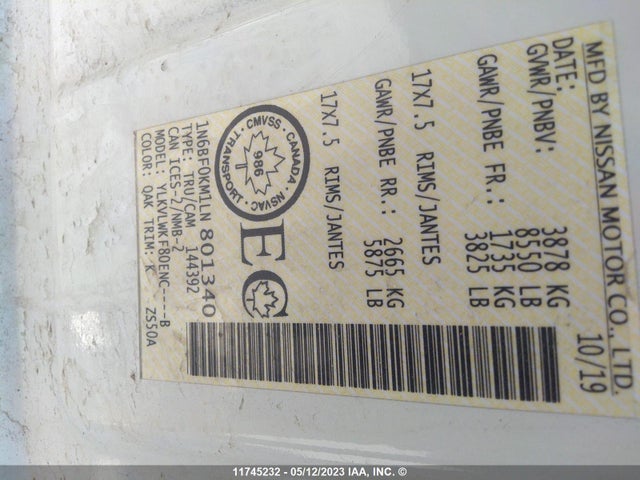 MFD BY NISSAN MOTOR CO., LTD.
DATE: 10/19
GVWR/PNBV: 3878 KG
8550 LB
GAWR/PNBE FR.: 1735 KG
3825 LB
17X7.5 RIMS/JANTES
GAWR/PNBE RR.: 2665 KG
5875 LB
17X7.5 RIMS/JANTES
CMVSS · CANADA · NSVAC · TRANSPORT
986
EC
1N6BF0KM1LN 801340
TYPE: TRU/CAM 144392
CAN ICES-2/NMB-2
MODEL: YLKVLWKF80ENC----B
COLOR: QAK TRIM: K ZS50A
11745232 - 05/12/2023 IAA, INC. ©